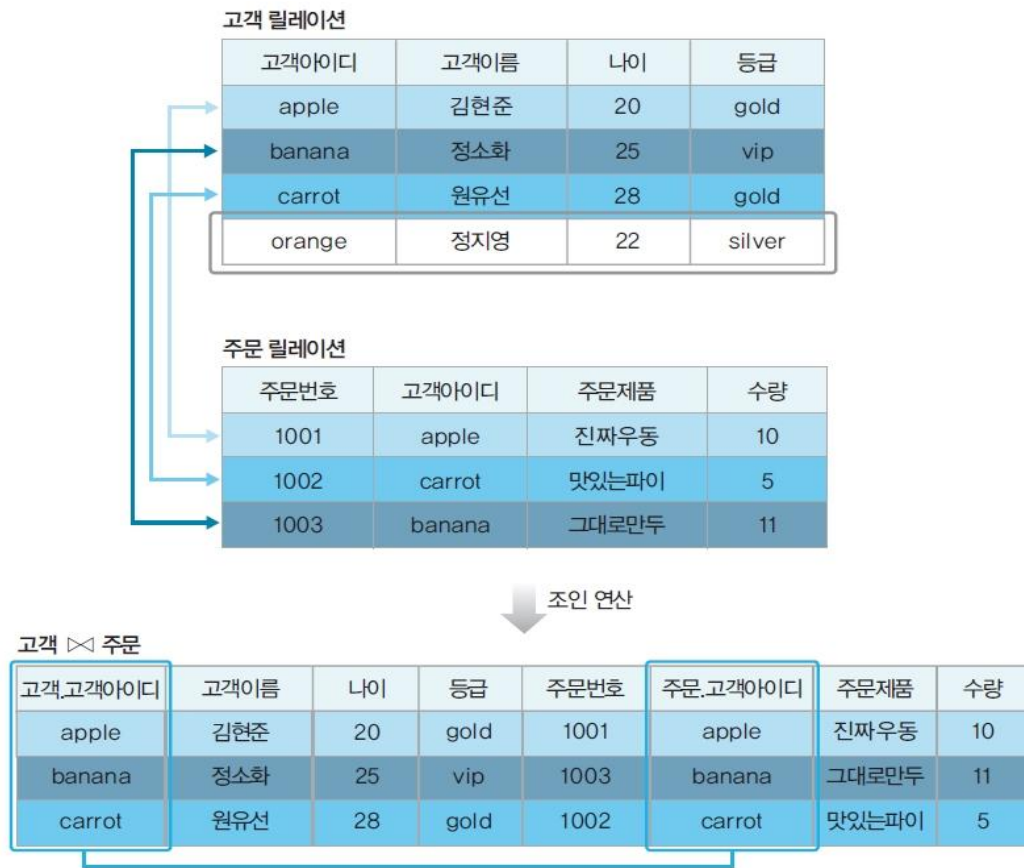 고객 릴레이션
고객아이디 고객이름 나이 등급
apple 김현준 20 gold
banana 정소화 25 vip
carrot 원유선 28 gold
orange 정지영 22 silver
주문 릴레이션
주문번호 고객아이디 주문제품 수량
1001 apple 진짜우동 10
1002 carrot 맛있는파이 5
1003 banana 그대로만두 11
조인 연산
고객 ⋈ 주문
고객.고객아이디 고객이름 나이 등급 주문번호 주문.고객아이디 주문제품 수량
apple 김현준 20 gold 1001 apple 진짜우동 10
banana 정소화 25 vip 1003 banana 그대로만두 11
carrot 원유선 28 gold 1002 carrot 맛있는파이 5